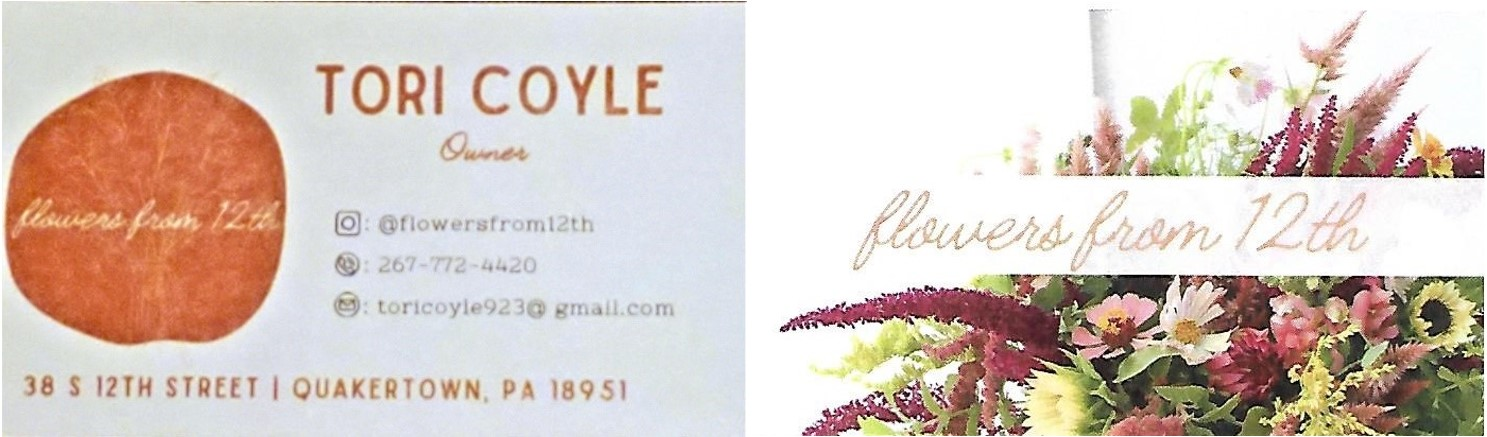 TORI COYLE
Owner
flowers from 12th
: @flowersfrom12th
: 267-772-4420
: toricoyle923@ gmail.com
38 S 12TH STREET | QUAKERTOWN, PA 18951
flowers from 12th